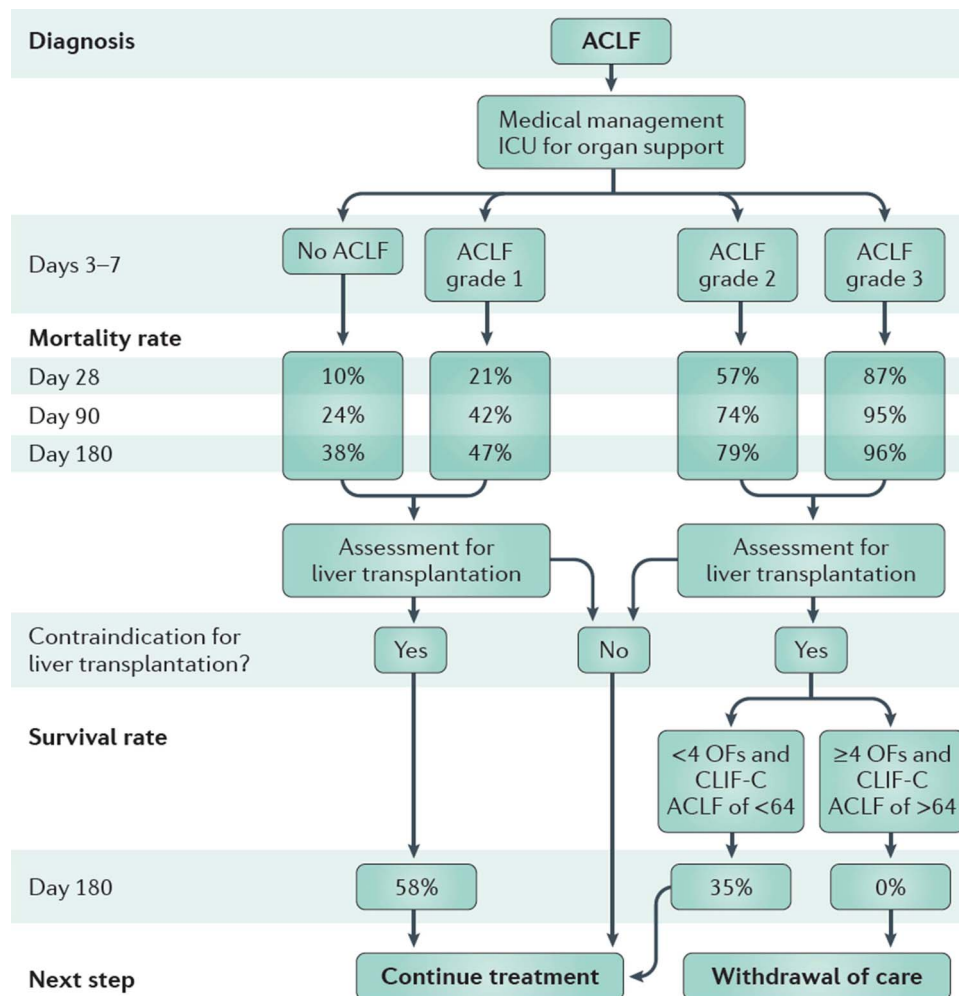 Diagnosis
ACLF
Medical management
ICU for organ support
Days 3–7
No ACLF
ACLF
grade 1
ACLF
grade 2
ACLF
grade 3
Mortality rate
Day 28
10%
21%
57%
87%
Day 90
24%
42%
74%
95%
Day 180
38%
47%
79%
96%
Assessment for
liver transplantation
Assessment for
liver transplantation
Contraindication for
liver transplantation?
Yes
No
Yes
Survival rate
<4 OFs and
CLIF-C
ACLF of <64
≥4 OFs and
CLIF-C
ACLF of >64
Day 180
58%
35%
0%
Next step
Continue treatment
Withdrawal of care